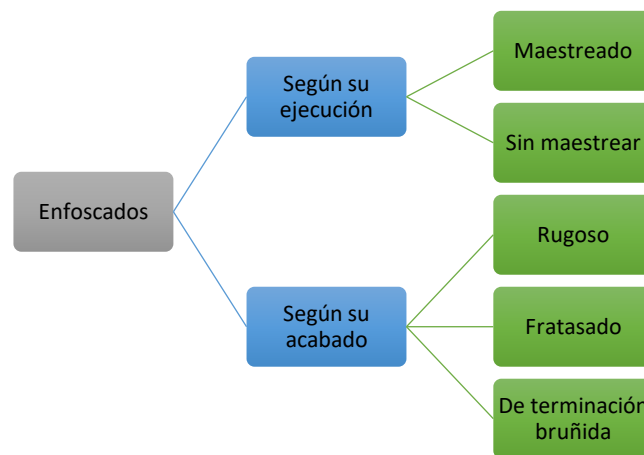 Enfoscados
Según su
ejecución
Maestreado
Sin maestrear
Según su
acabado
Rugoso
Fratasado
De terminación
bruñida